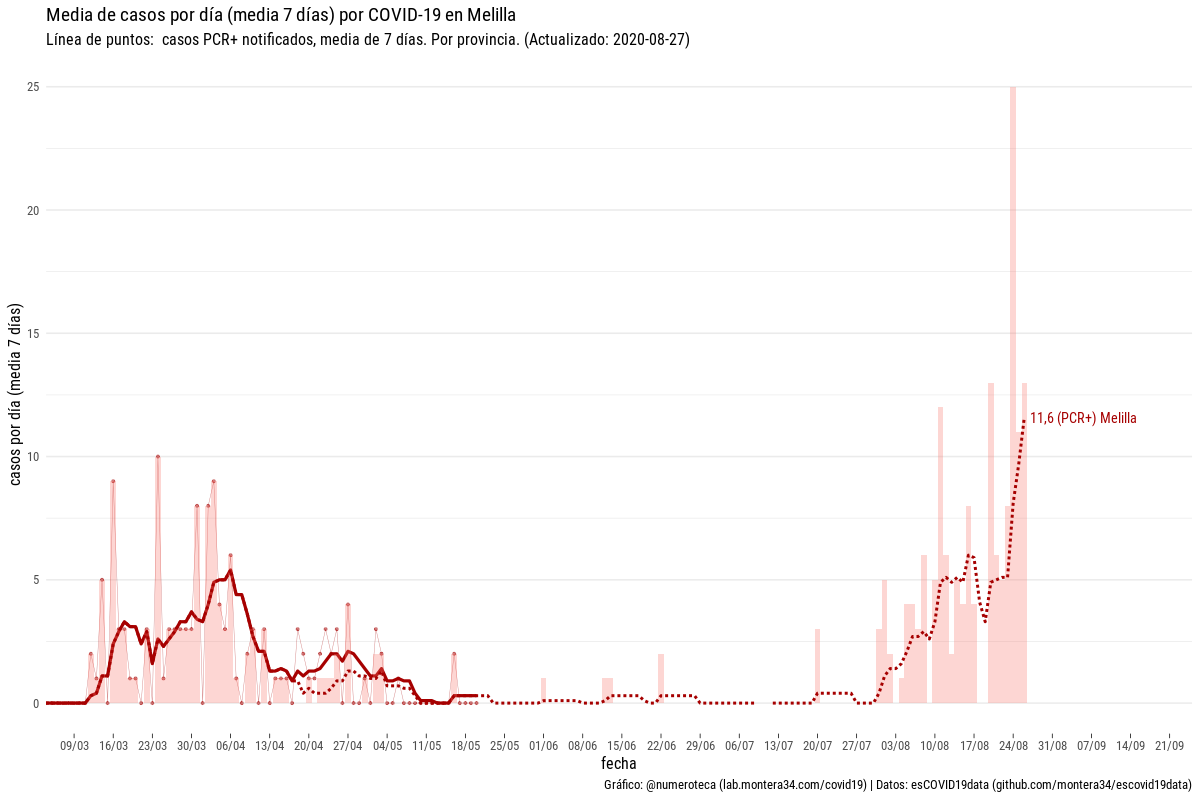 Media de casos por día (media 7 días) por COVID-19 en Melilla
Línea de puntos:  casos PCR+ notificados, media de 7 días. Por provincia. (Actualizado: 2020-08-27)
25
20
15
10
5
0
casos por día (media 7 días)
11,6 (PCR+) Melilla
09/03 16/03 23/03 30/03 06/04 13/04 20/04 27/04 04/05 11/05 18/05 25/05 01/06 08/06 15/06 22/06 29/06 06/07 13/07 20/07 27/07 03/08 10/08 17/08 24/08 31/08 07/09 14/09 21/09
fecha
Gráfico: @numeroteca (lab.montera34.com/covid19) | Datos: esCOVID19data (github.com/montera34/escovid19data)